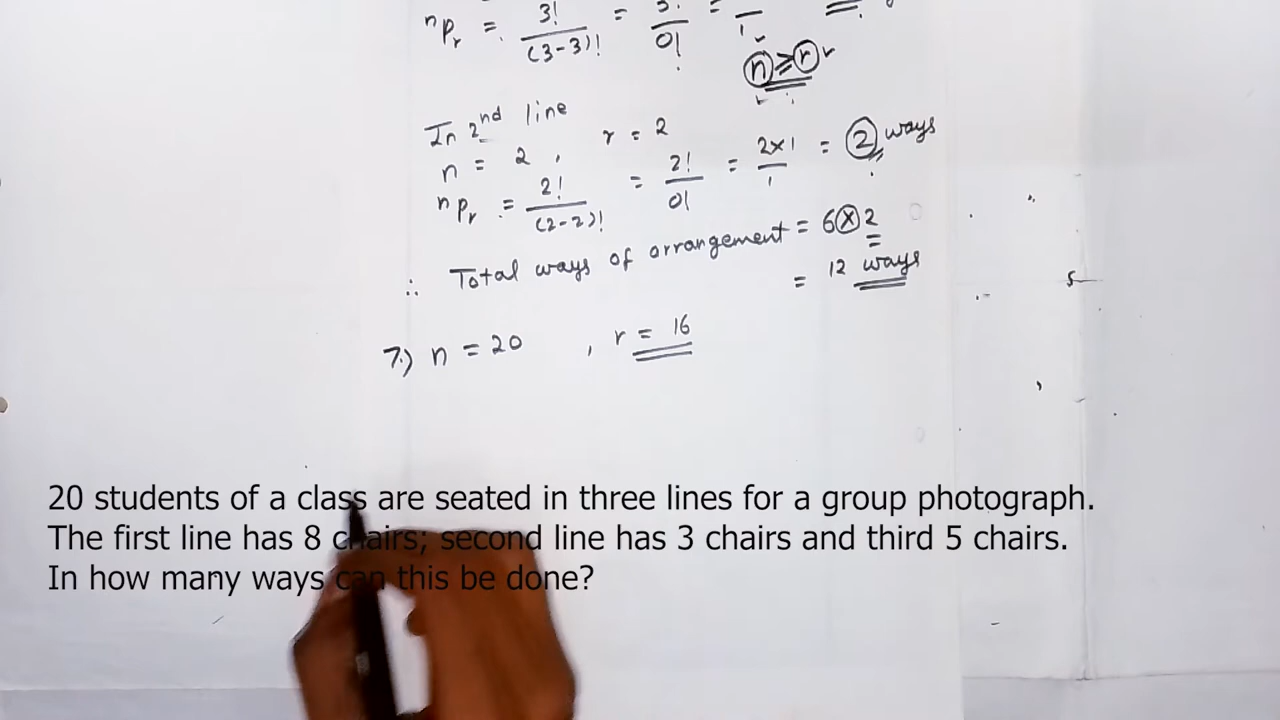 nPr = 3! / (3-3)! = 3! / 0! =
n ≥ r
In 2nd line
n = 2 , r = 2
nPr = 2! / (2-2)! = 2! / 0! = 2×1 / 1 = 2 ways
∴ Total ways of arrangement = 6 × 2
= 12 ways
7.) n = 20 , r = 16
20 students of a class are seated in three lines for a group photograph.
The first line has 8 chairs; second line has 3 chairs and third 5 chairs.
In how many ways can this be done?